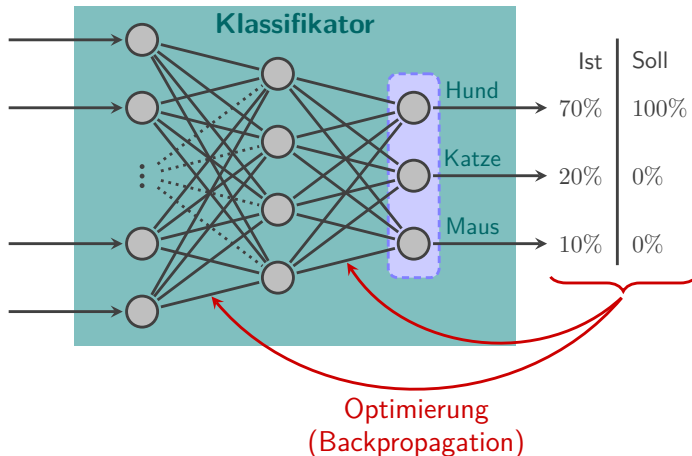 Klassifikator
Ist Soll
Hund 70% 100%
Katze 20% 0%
Maus 10% 0%
Optimierung
(Backpropagation)